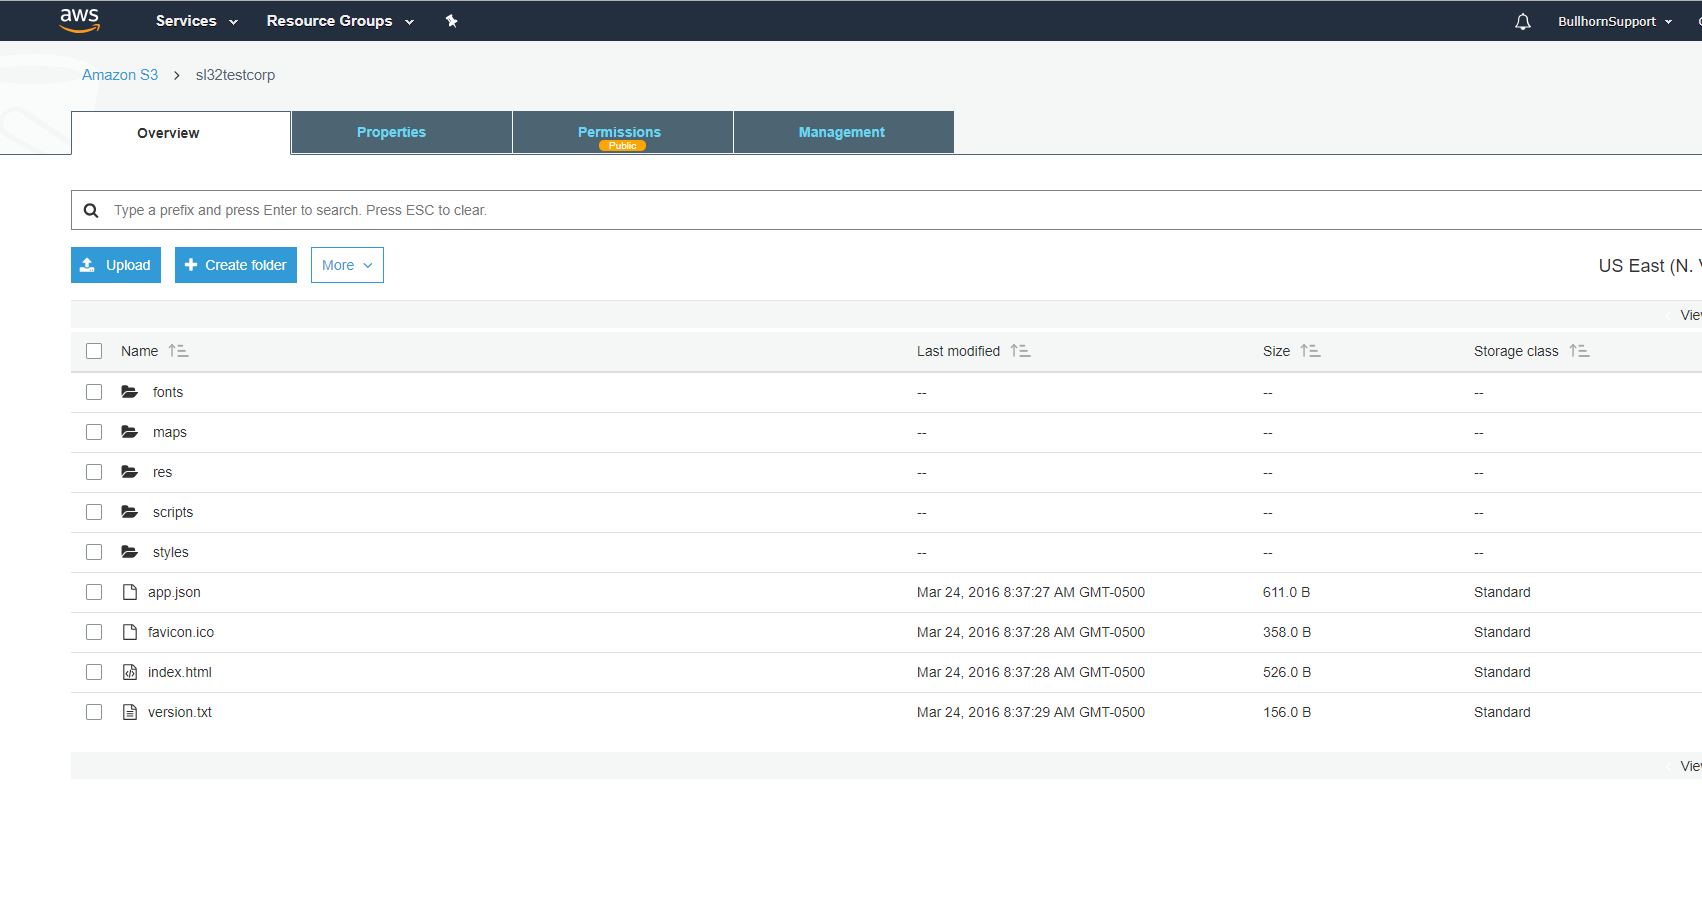 aws Services Resource Groups BullhornSupport
Amazon S3 > sl32testcorp
Overview Properties Permissions Management
Public
Type a prefix and press Enter to search. Press ESC to clear.
Upload Create folder More US East (N.
Name Last modified Size Storage class
fonts -- -- --
maps -- -- --
res -- -- --
scripts -- -- --
styles -- -- --
app.json Mar 24, 2016 8:37:27 AM GMT-0500 611.0 B Standard
favicon.ico Mar 24, 2016 8:37:28 AM GMT-0500 358.0 B Standard
index.html Mar 24, 2016 8:37:28 AM GMT-0500 526.0 B Standard
version.txt Mar 24, 2016 8:37:29 AM GMT-0500 156.0 B Standard